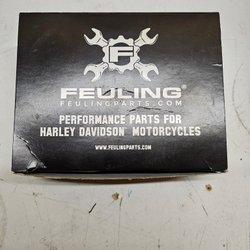 F
FEULING
FEULINGPARTS.COM
PERFORMANCE PARTS FOR
HARLEY DAVIDSON MOTORCYCLES
WWW.FEULINGPARTS.COM